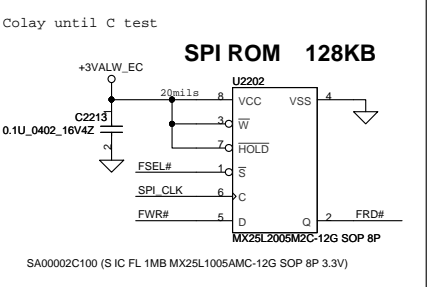 Colay until C test
SPI ROM 128KB
+3VALW_EC
U2202
20mils
8 VCC VSS 4
C2213
1
0.1U_0402_16V4Z
2
3 W
7 HOLD
FSEL# 1 S
SPI_CLK 6 C
FWR# 5 D Q 2 FRD#
MX25L2005M2C-12G SOP 8P
SA00002C100 (S IC FL 1MB MX25L1005AMC-12G SOP 8P 3.3V)